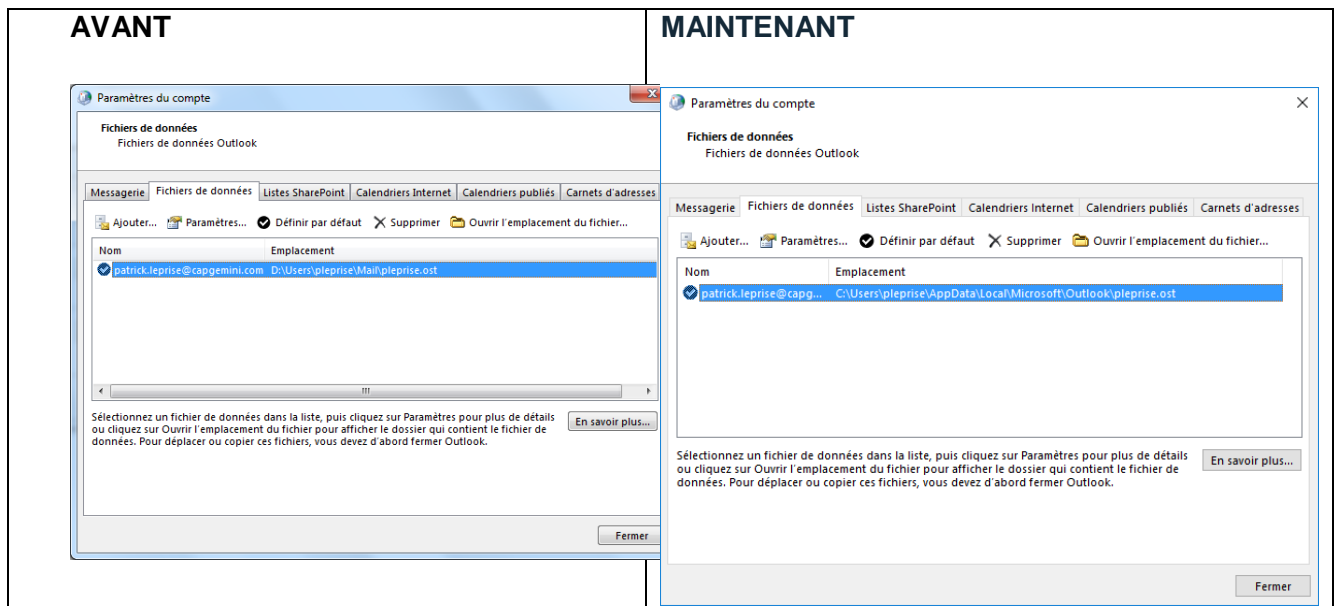 AVANT
Paramètres du compte
Fichiers de données
Fichiers de données Outlook
Messagerie Fichiers de données Listes SharePoint Calendriers Internet Calendriers publiés Carnets d'adresses
Ajouter... Paramètres... Définir par défaut Supprimer Ouvrir l'emplacement du fichier...
Nom Emplacement
patrick.leprise@capgemini.com D:\Users\pleprise\Mail\pleprise.ost
Sélectionnez un fichier de données dans la liste, puis cliquez sur Paramètres pour plus de détails
ou cliquez sur Ouvrir l'emplacement du fichier pour afficher le dossier qui contient le fichier de
données. Pour déplacer ou copier ces fichiers, vous devez d'abord fermer Outlook.
En savoir plus...
Fermer
MAINTENANT
Paramètres du compte
Fichiers de données
Fichiers de données Outlook
Messagerie Fichiers de données Listes SharePoint Calendriers Internet Calendriers publiés Carnets d'adresses
Ajouter... Paramètres... Définir par défaut Supprimer Ouvrir l'emplacement du fichier...
Nom Emplacement
patrick.leprise@capg... C:\Users\pleprise\AppData\Local\Microsoft\Outlook\pleprise.ost
Sélectionnez un fichier de données dans la liste, puis cliquez sur Paramètres pour plus de détails
ou cliquez sur Ouvrir l'emplacement du fichier pour afficher le dossier qui contient le fichier de
données. Pour déplacer ou copier ces fichiers, vous devez d'abord fermer Outlook.
En savoir plus...
Fermer